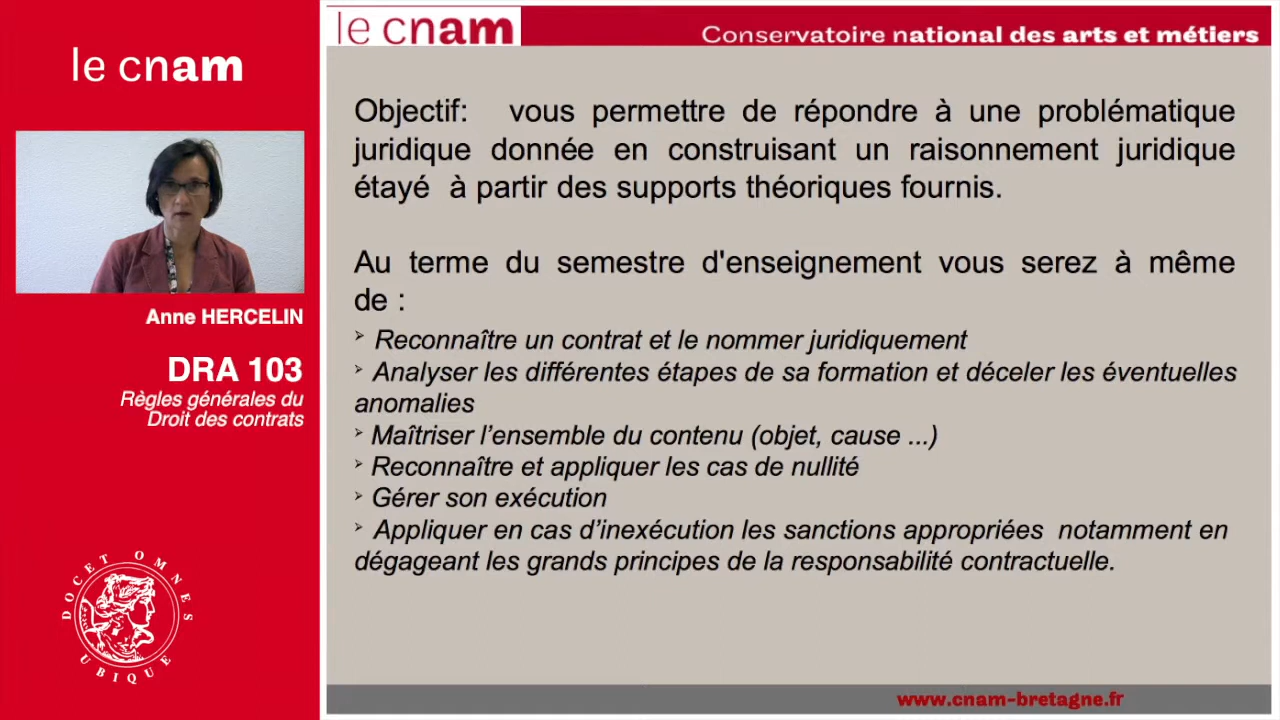 le cnam
Anne HERCELIN
DRA 103
Règles générales du
Droit des contrats
DOCET OMNES
UBIQUE
le cnam
Conservatoire national des arts et métiers
Objectif: vous permettre de répondre à une problématique
juridique donnée en construisant un raisonnement juridique
étayé à partir des supports théoriques fournis.
Au terme du semestre d'enseignement vous serez à même
de :
➢ Reconnaître un contrat et le nommer juridiquement
➢ Analyser les différentes étapes de sa formation et déceler les éventuelles
anomalies
➢ Maîtriser l’ensemble du contenu (objet, cause ...)
➢ Reconnaître et appliquer les cas de nullité
➢ Gérer son exécution
➢ Appliquer en cas d’inexécution les sanctions appropriées notamment en
dégageant les grands principes de la responsabilité contractuelle.
www.cnam-bretagne.fr